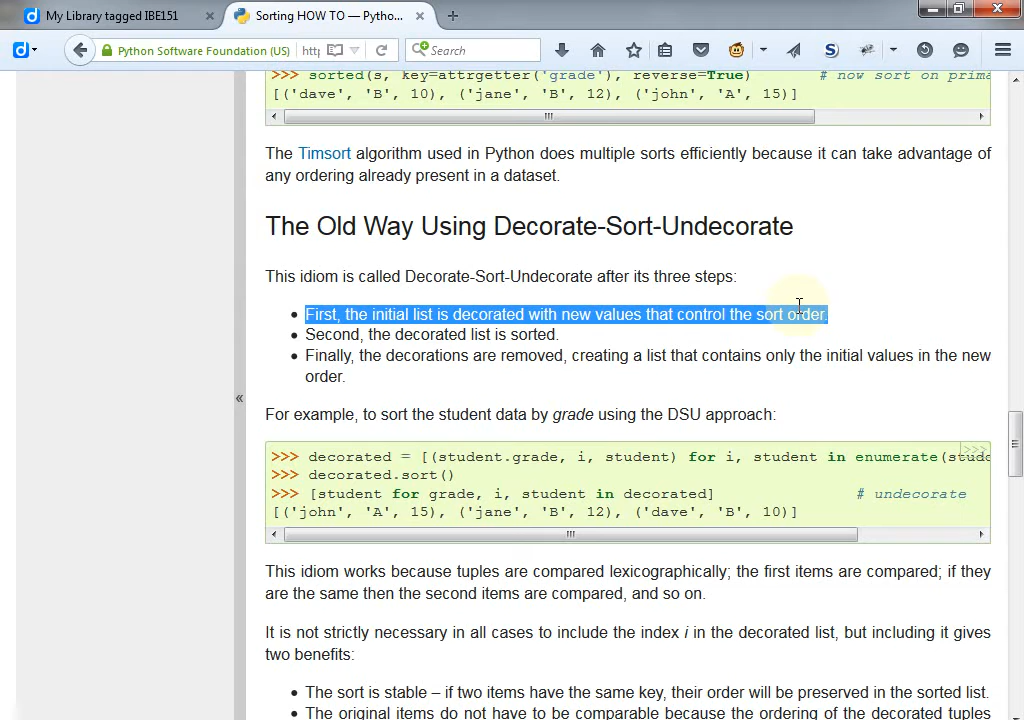 My Library tagged IBE151
Sorting HOW TO — Pytho...
Python Software Foundation (US)
Search
>>> sorted(s, key=attrgetter('grade'), reverse=True) # now sort on prima
[('dave', 'B', 10), ('jane', 'B', 12), ('john', 'A', 15)]
The Timsort algorithm used in Python does multiple sorts efficiently because it can take advantage of
any ordering already present in a dataset.
The Old Way Using Decorate-Sort-Undecorate
This idiom is called Decorate-Sort-Undecorate after its three steps:
• First, the initial list is decorated with new values that control the sort order.
• Second, the decorated list is sorted.
• Finally, the decorations are removed, creating a list that contains only the initial values in the new
order.
«
For example, to sort the student data by grade using the DSU approach:
>>>
>>> decorated = [(student.grade, i, student) for i, student in enumerate(
>>> decorated.sort()
>>> [student for grade, i, student in decorated] # undecorate
[('john', 'A', 15), ('jane', 'B', 12), ('dave', 'B', 10)]
This idiom works because tuples are compared lexicographically; the first items are compared; if they
are the same then the second items are compared, and so on.
It is not strictly necessary in all cases to include the index i in the decorated list, but including it gives
two benefits:
• The sort is stable – if two items have the same key, their order will be preserved in the sorted list.
• The original items do not have to be comparable because the ordering of the decorated tuples